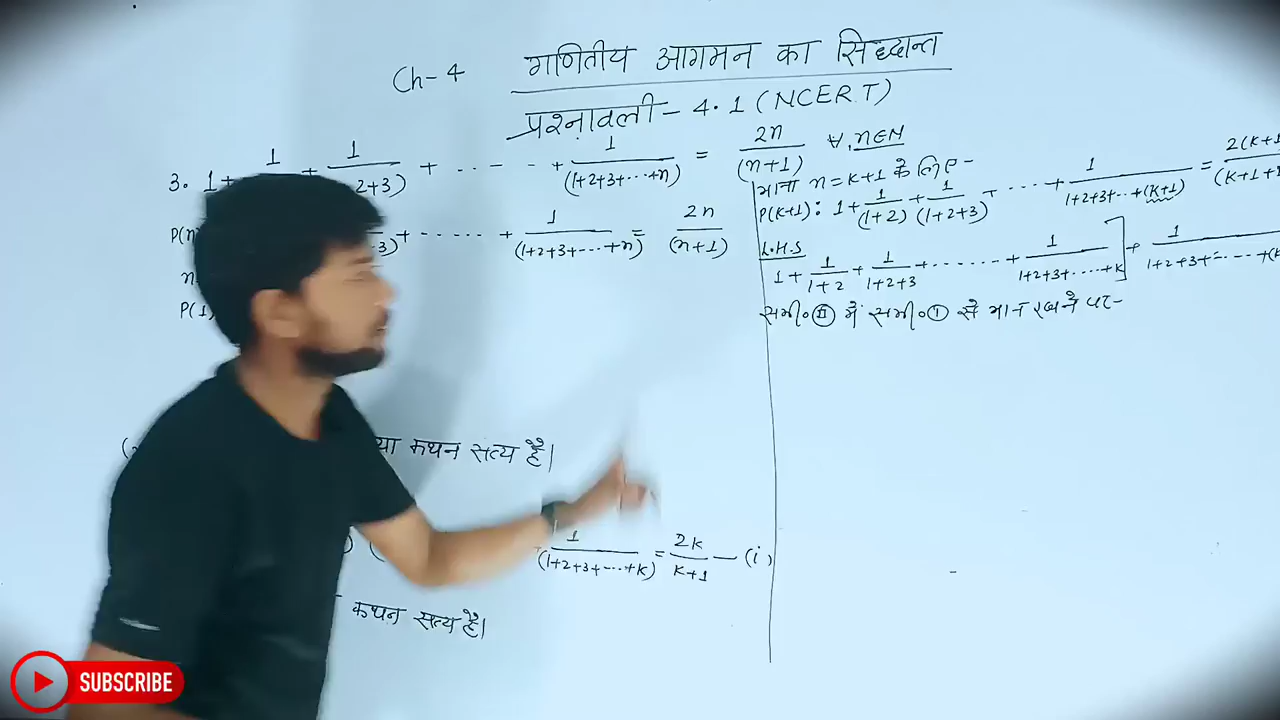 Ch-4 गणितीय आगमन का सिद्धान्त
प्रश्नावली - 4.1 (NCERT)
3. 1+ 1 + 1/2+3) + ... + 1/(1+2+3+...+n) = 2n/(n+1) ∀, n∈N
P(n 3) + ..... + 1/(1+2+3+...+n) = 2n/(n+1)
n
P(1)
या कथन सत्य है।
1/(1+2+3+...+k) = 2k/k+1 — (i)
कथन सत्य है।
माना n=k+1 के लिए-
P(k+1): 1+ 1/(1+2) + 1/(1+2+3) + ... + 1/1+2+3+...+(k+1) = 2(k+1/(k+1+1
L.H.S
1+ 1/1+2 + 1/1+2+3 + ...... + 1/1+2+3+....+k] + 1/1+2+3+-....+(k
समी० II में समी० I से मान रखने पर-
SUBSCRIBE